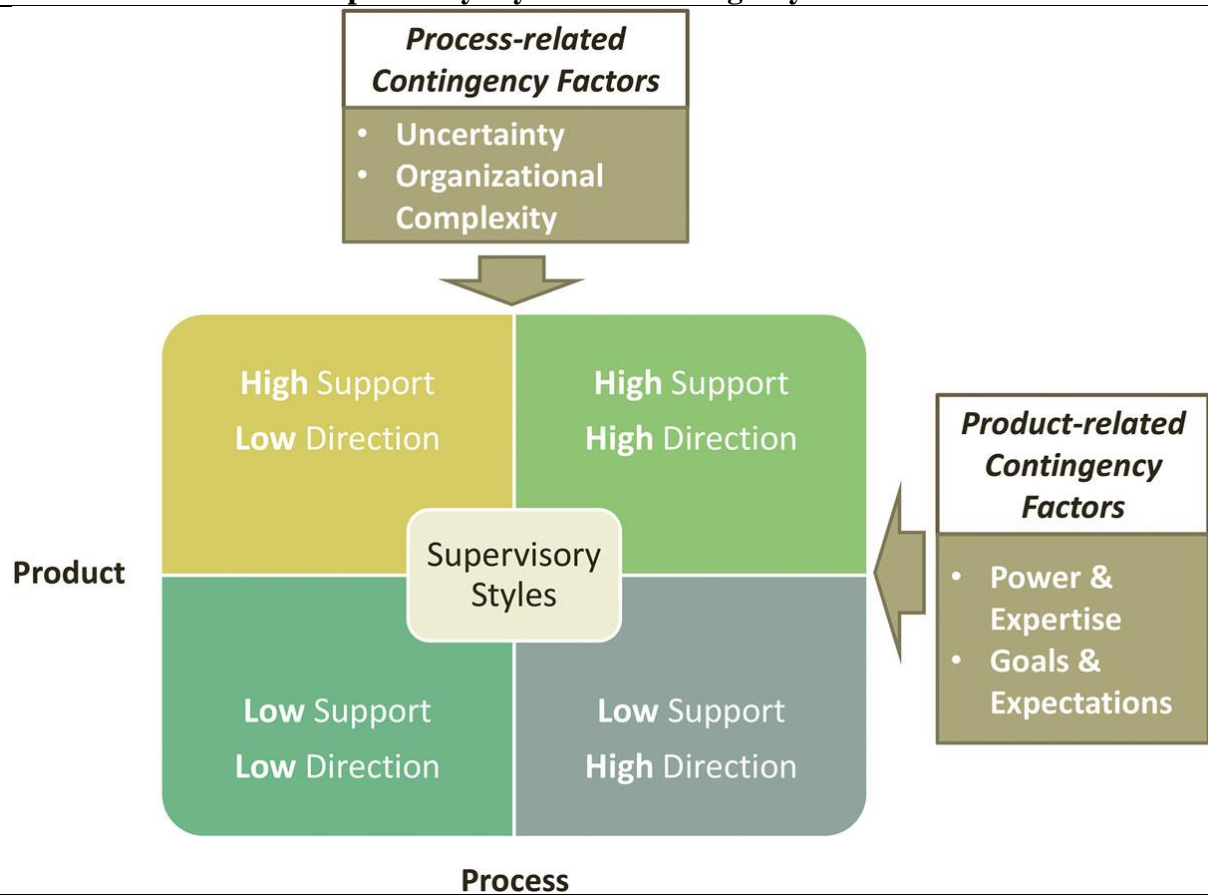 Process-related
Contingency Factors
• Uncertainty
• Organizational
Complexity
High Support
Low Direction
High Support
High Direction
Product-related
Contingency
Factors
• Power &
Expertise
• Goals &
Expectations
Product
Supervisory
Styles
Low Support
Low Direction
Low Support
High Direction
Process